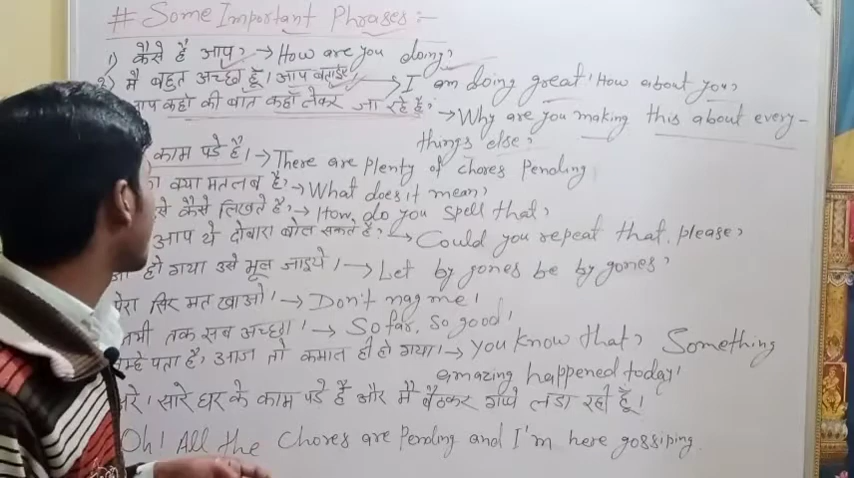 # Some Important Phrases :-
1) कैसे हैं आप? → How are you doing?
2) मैं बहुत अच्छा हूँ। आप बताइए। → I am doing great! How about you?
आप कहाँ की बात कहाँ लेकर जा रहे हैं? → Why are you making this about every-
things else?
काम पड़े हैं। → There are plenty of chores Pending
क्या मतलब है? → What does it mean?
कैसे लिखते हैं? → How do you spell that?
आप ये दोबारा बोल सकते हैं? → Could you repeat that, please?
हो गया उसे भूल जाइये। → Let by gones be by gones!
मेरा सिर मत खाओ। → Don't nag me!
अभी तक सब अच्छा। → So far, So good!
तुम्हे पता है, आज तो कमाल ही हो गया। → you know that? Something
amazing happened today!
अरे! सारे घर के काम पड़े हैं और मैं बैठकर गप्पे लडा रही हूँ।
Oh! All the Chores are Pending and I'm here gossiping.